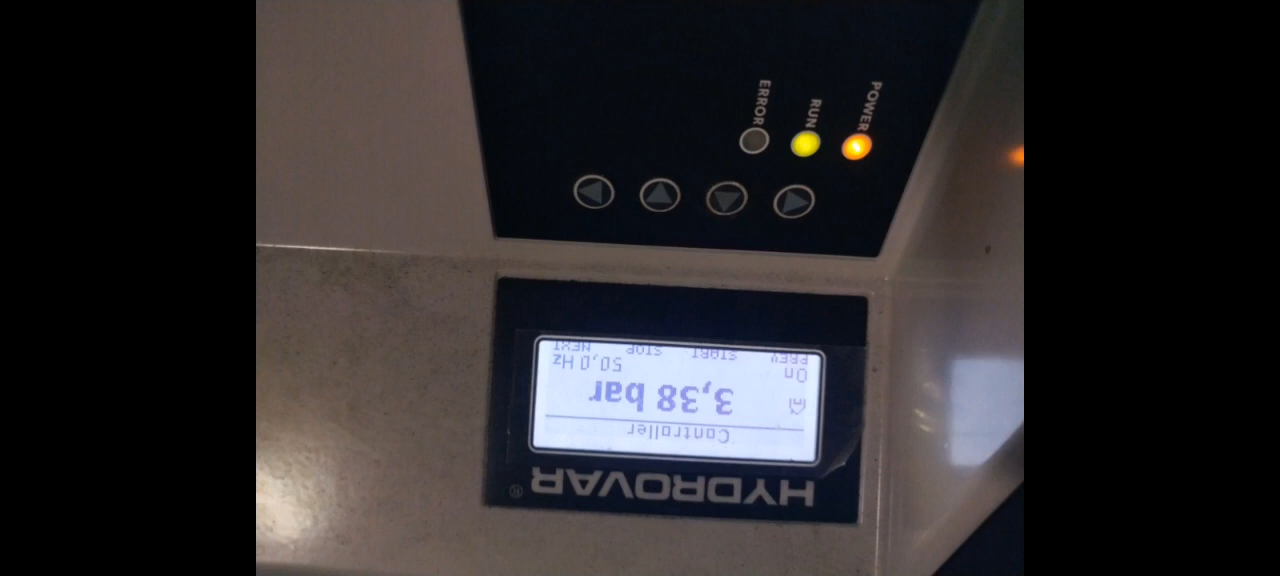 HYDROVAR®
Controller
3,38 bar
On 50,0 Hz
PREV START STOP NEXT
POWER
RUN
ERROR